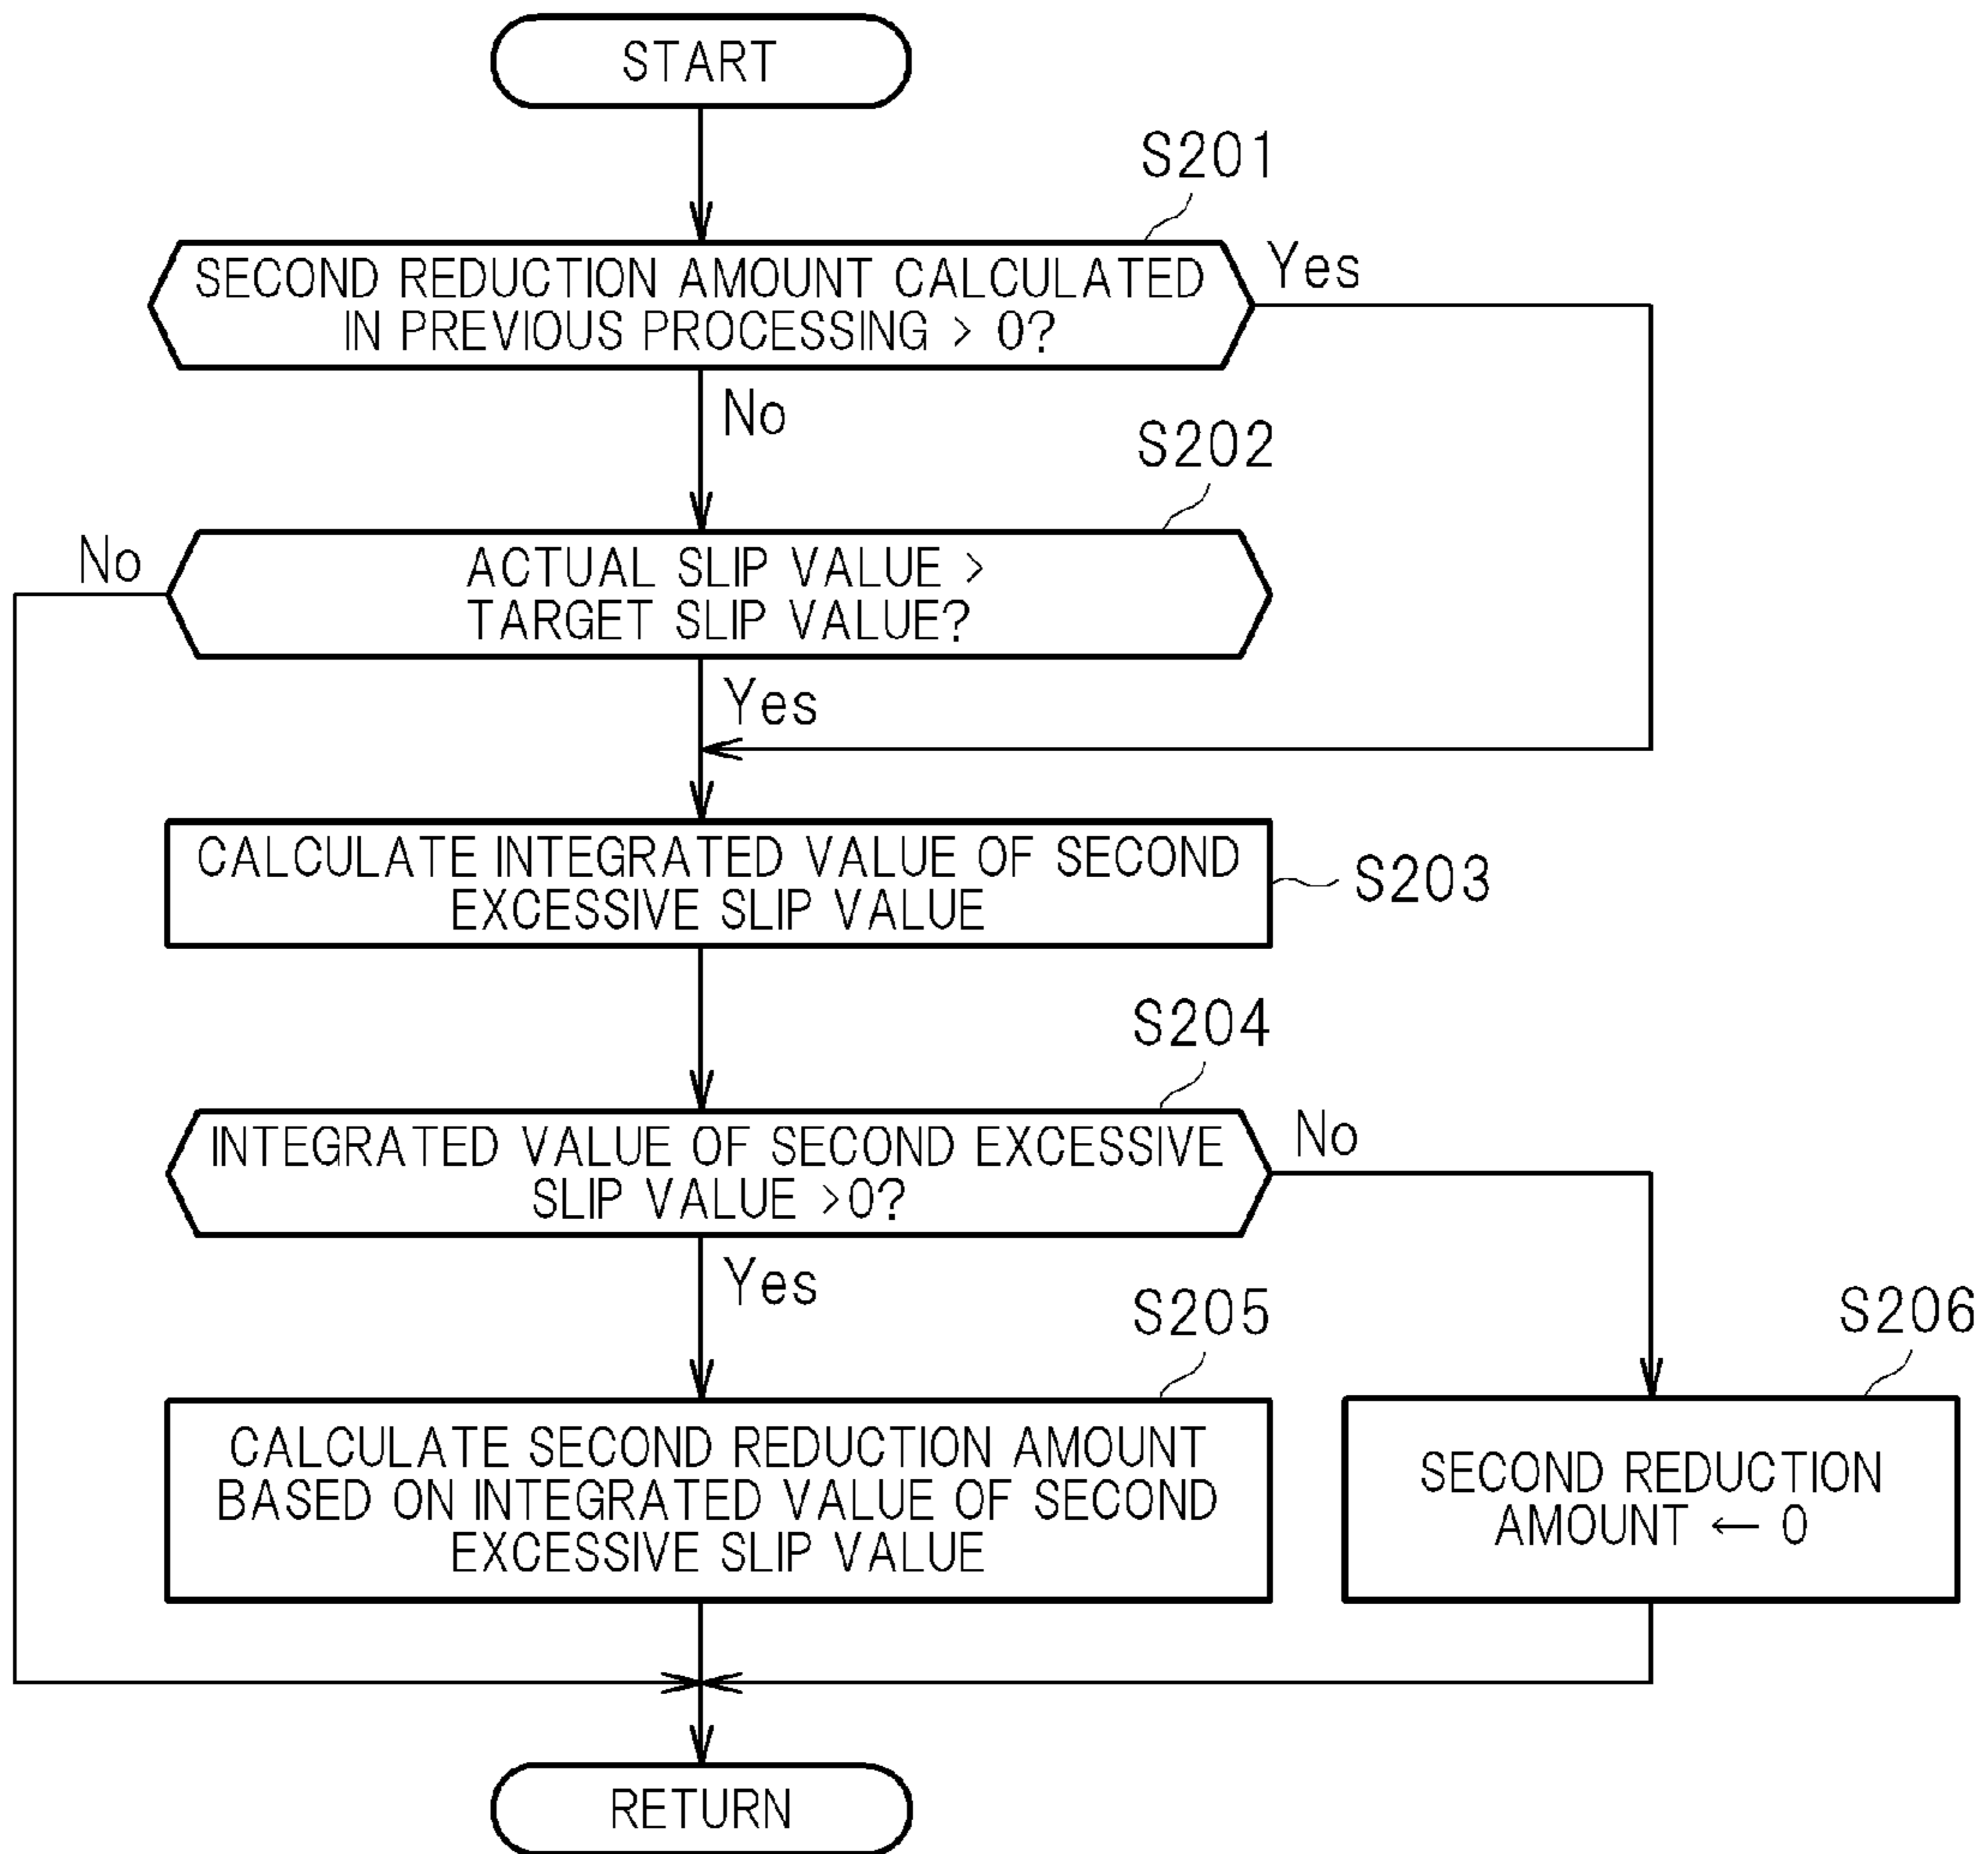 START
S201
SECOND REDUCTION AMOUNT CALCULATED
IN PREVIOUS PROCESSING > 0?
Yes
No
S202
ACTUAL SLIP VALUE >
TARGET SLIP VALUE?
No
Yes
CALCULATE INTEGRATED VALUE OF SECOND
EXCESSIVE SLIP VALUE
S203
S204
INTEGRATED VALUE OF SECOND EXCESSIVE
SLIP VALUE >0?
No
Yes
S205
CALCULATE SECOND REDUCTION AMOUNT
BASED ON INTEGRATED VALUE OF SECOND
EXCESSIVE SLIP VALUE
S206
SECOND REDUCTION
AMOUNT ← 0
RETURN